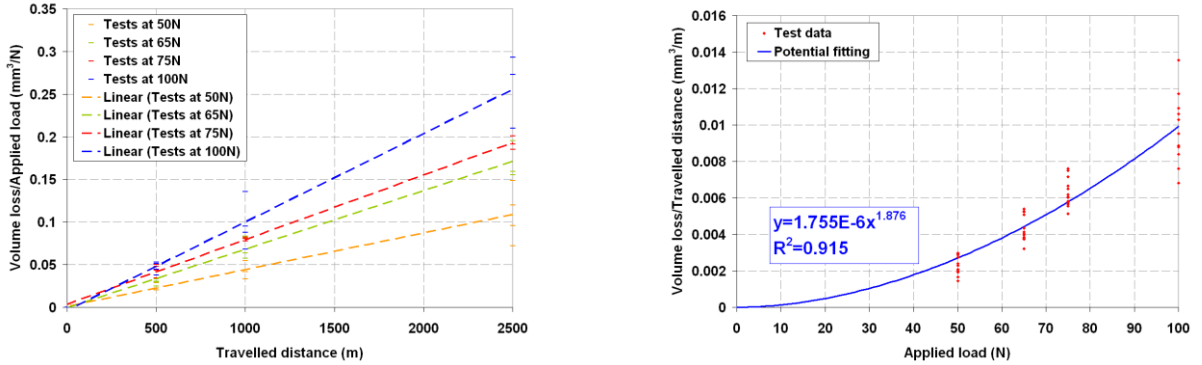 Volume loss/Applied load (mm³/N)
0.35
0.3
0.25
0.2
0.15
0.1
0.05
0
Tests at 50N
Tests at 65N
Tests at 75N
Tests at 100N
Linear (Tests at 50N)
Linear (Tests at 65N)
Linear (Tests at 75N)
Linear (Tests at 100N)
0 500 1000 1500 2000 2500
Travelled distance (m)
Volume loss/Travelled distance (mm³/m)
0.016
0.014
0.012
0.01
0.008
0.006
0.004
0.002
0
Test data
Potential fitting
y=1.755E-6x^1.876
R²=0.915
0 10 20 30 40 50 60 70 80 90 100
Applied load (N)